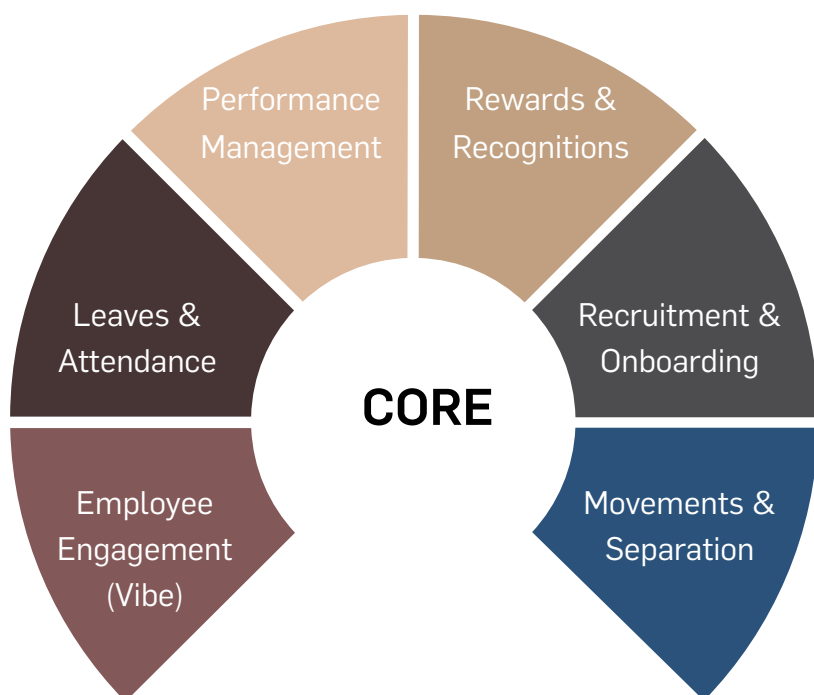 Performance
Management
Rewards &
Recognitions
Leaves &
Attendance
Recruitment &
Onboarding
CORE
Employee
Engagement
(Vibe)
Movements &
Separation